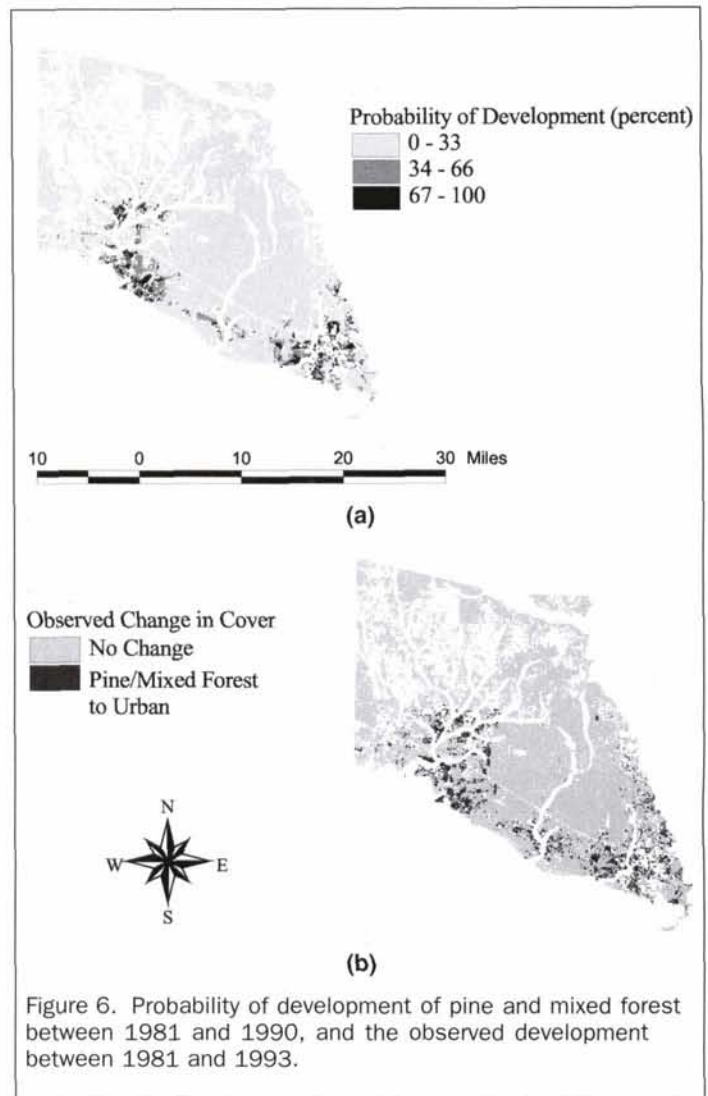 Probability of Development (percent)
0 - 33
34 - 66
67 - 100
10 0 10 20 30 Miles
(a)
Observed Change in Cover
No Change
Pine/Mixed Forest
to Urban
N
W E
S
(b)
Figure 6. Probability of development of pine and mixed forest
between 1981 and 1990, and the observed development
between 1981 and 1993.